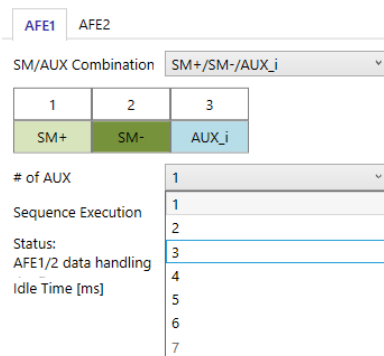 AFE1 AFE2
SM/AUX Combination SM+/SM-/AUX_i
1 2 3
SM+ SM- AUX_i
# of AUX 1
1
Sequence Execution
2
Status:
3
AFE1/2 data handling
4
Idle Time [ms]
5
6
7